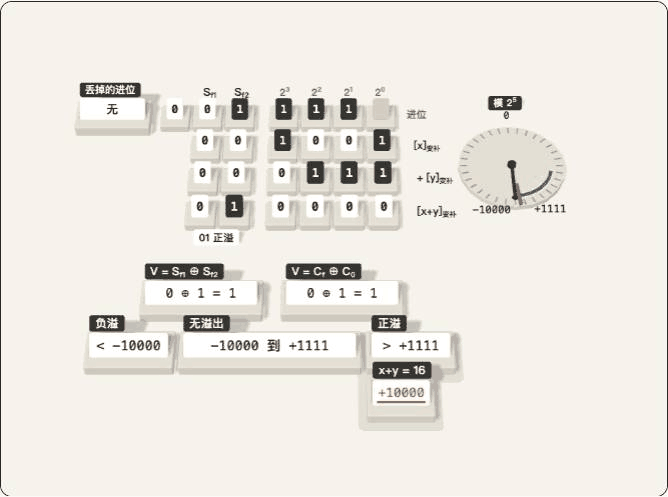 丢掉的进位
无
Sf1 Sf2 2³ 2² 2¹ 2⁰
0 0 1 1 1 1 进位
0 0 1 0 0 1 [x]变补
0 0 0 1 1 1 + [y]变补
0 1 0 0 0 0 [x+y]变补
01 正溢
模 2⁵
0
-10000 +1111
V = Sf1 ⊕ Sf2 V = Cf ⊕ C0
0 ⊕ 1 = 1 0 ⊕ 1 = 1
负溢 无溢出 正溢
< -10000 -10000 到 +1111 > +1111
x+y = 16
+10000